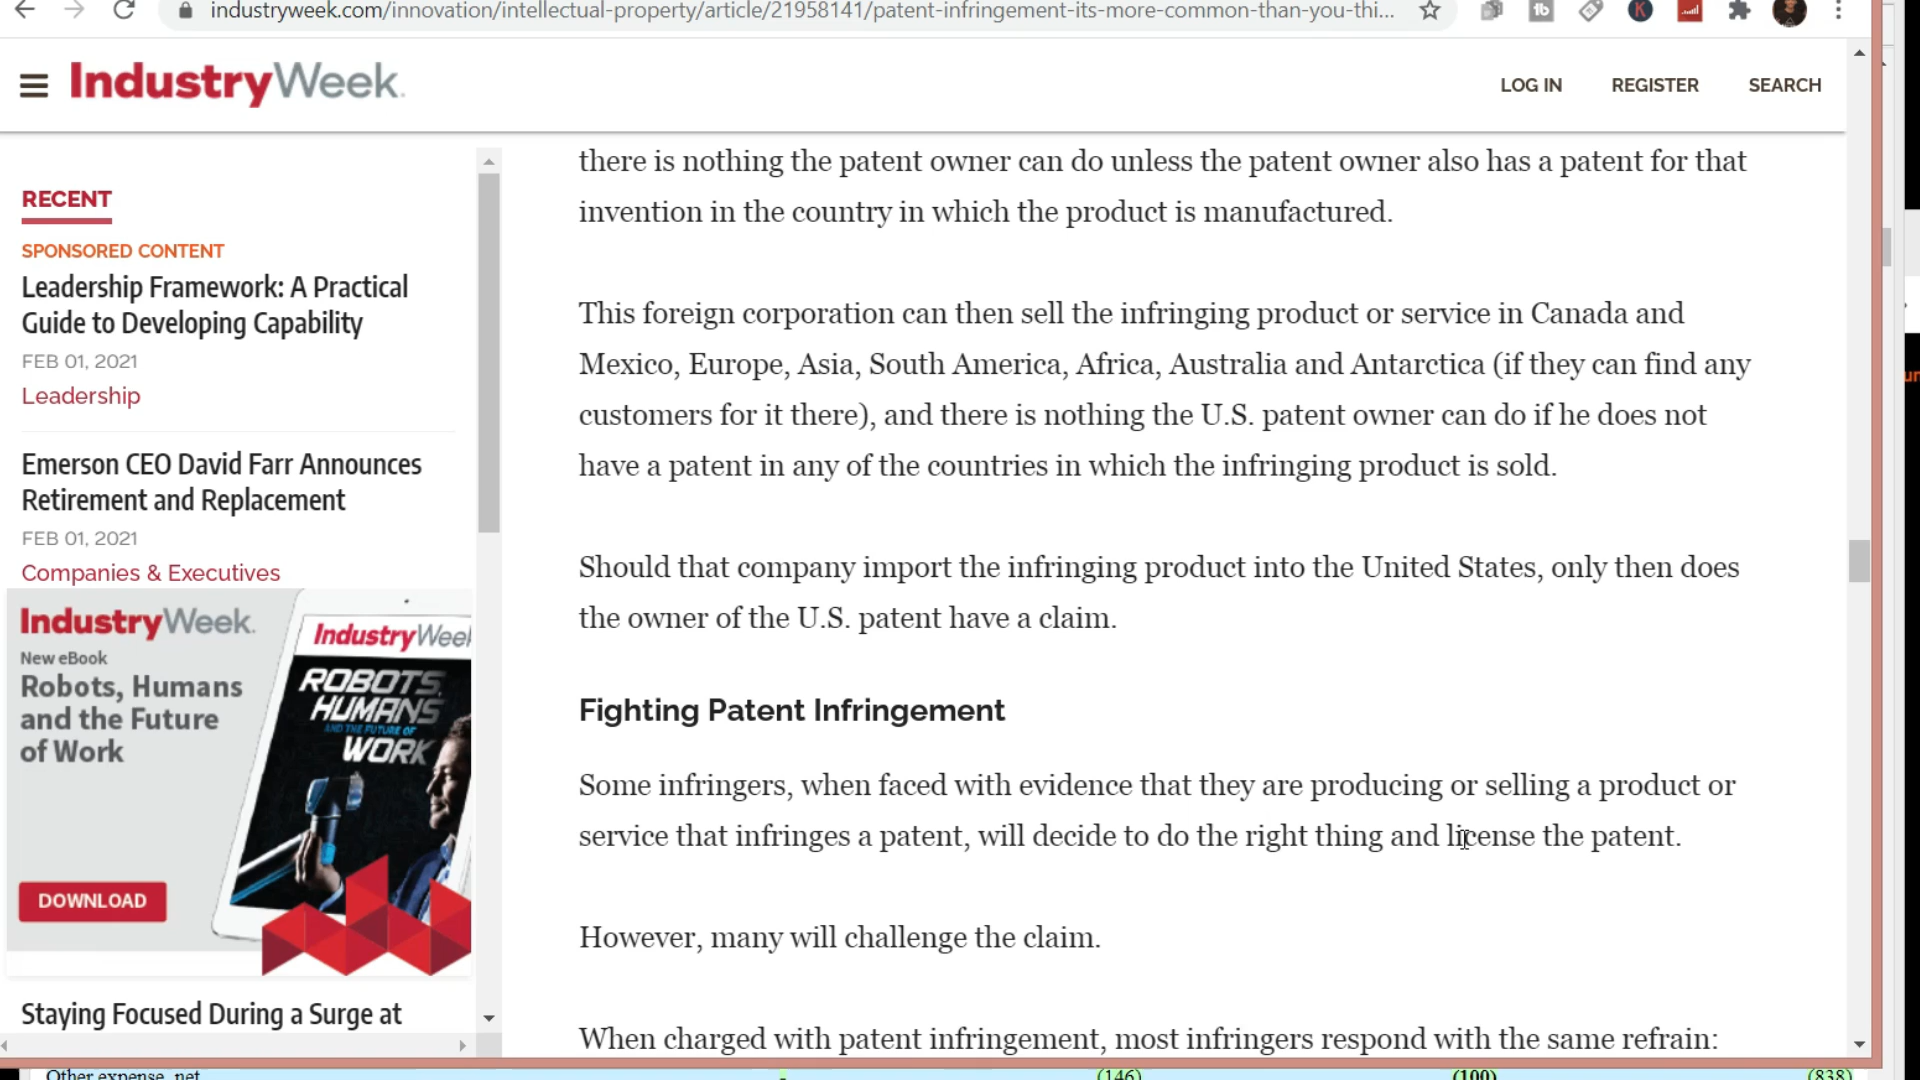 industryweek.com/innovation/intellectual-property/article/21958141/patent-infringement-its-more-common-than-you-thi...
IndustryWeek.
LOG IN
REGISTER
SEARCH
RECENT
SPONSORED CONTENT
Leadership Framework: A Practical
Guide to Developing Capability
FEB 01, 2021
Leadership
Emerson CEO David Farr Announces
Retirement and Replacement
FEB 01, 2021
Companies & Executives
IndustryWeek.
New eBook
Robots, Humans
and the Future
of Work
DOWNLOAD
IndustryWeek
ROBOTS,
HUMANS
AND THE FUTURE OF
WORK
Staying Focused During a Surge at
there is nothing the patent owner can do unless the patent owner also has a patent for that
invention in the country in which the product is manufactured.
This foreign corporation can then sell the infringing product or service in Canada and
Mexico, Europe, Asia, South America, Africa, Australia and Antarctica (if they can find any
customers for it there), and there is nothing the U.S. patent owner can do if he does not
have a patent in any of the countries in which the infringing product is sold.
Should that company import the infringing product into the United States, only then does
the owner of the U.S. patent have a claim.
Fighting Patent Infringement
Some infringers, when faced with evidence that they are producing or selling a product or
service that infringes a patent, will decide to do the right thing and license the patent.
However, many will challenge the claim.
When charged with patent infringement, most infringers respond with the same refrain:
Other expense, net
(146)
(100)
(838)